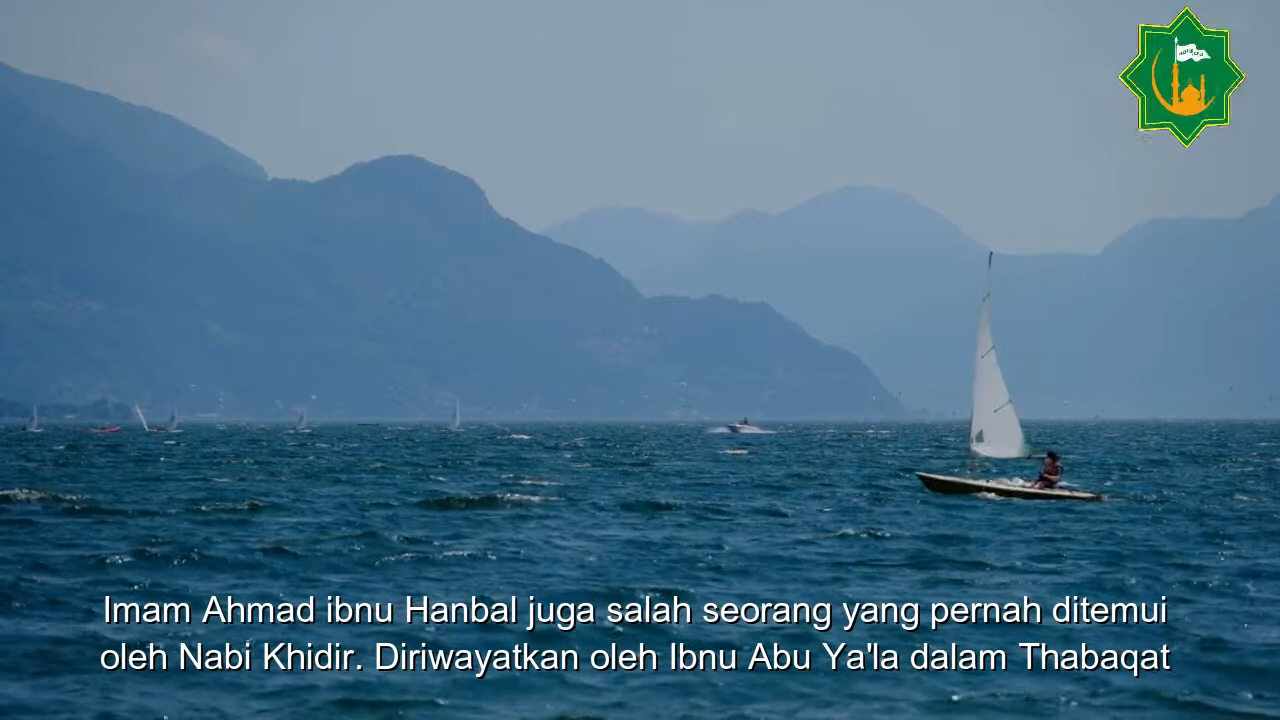 Imam Ahmad ibnu Hanbal juga salah seorang yang pernah ditemui
oleh Nabi Khidir. Diriwayatkan oleh Ibnu Abu Ya'la dalam Thabaqat